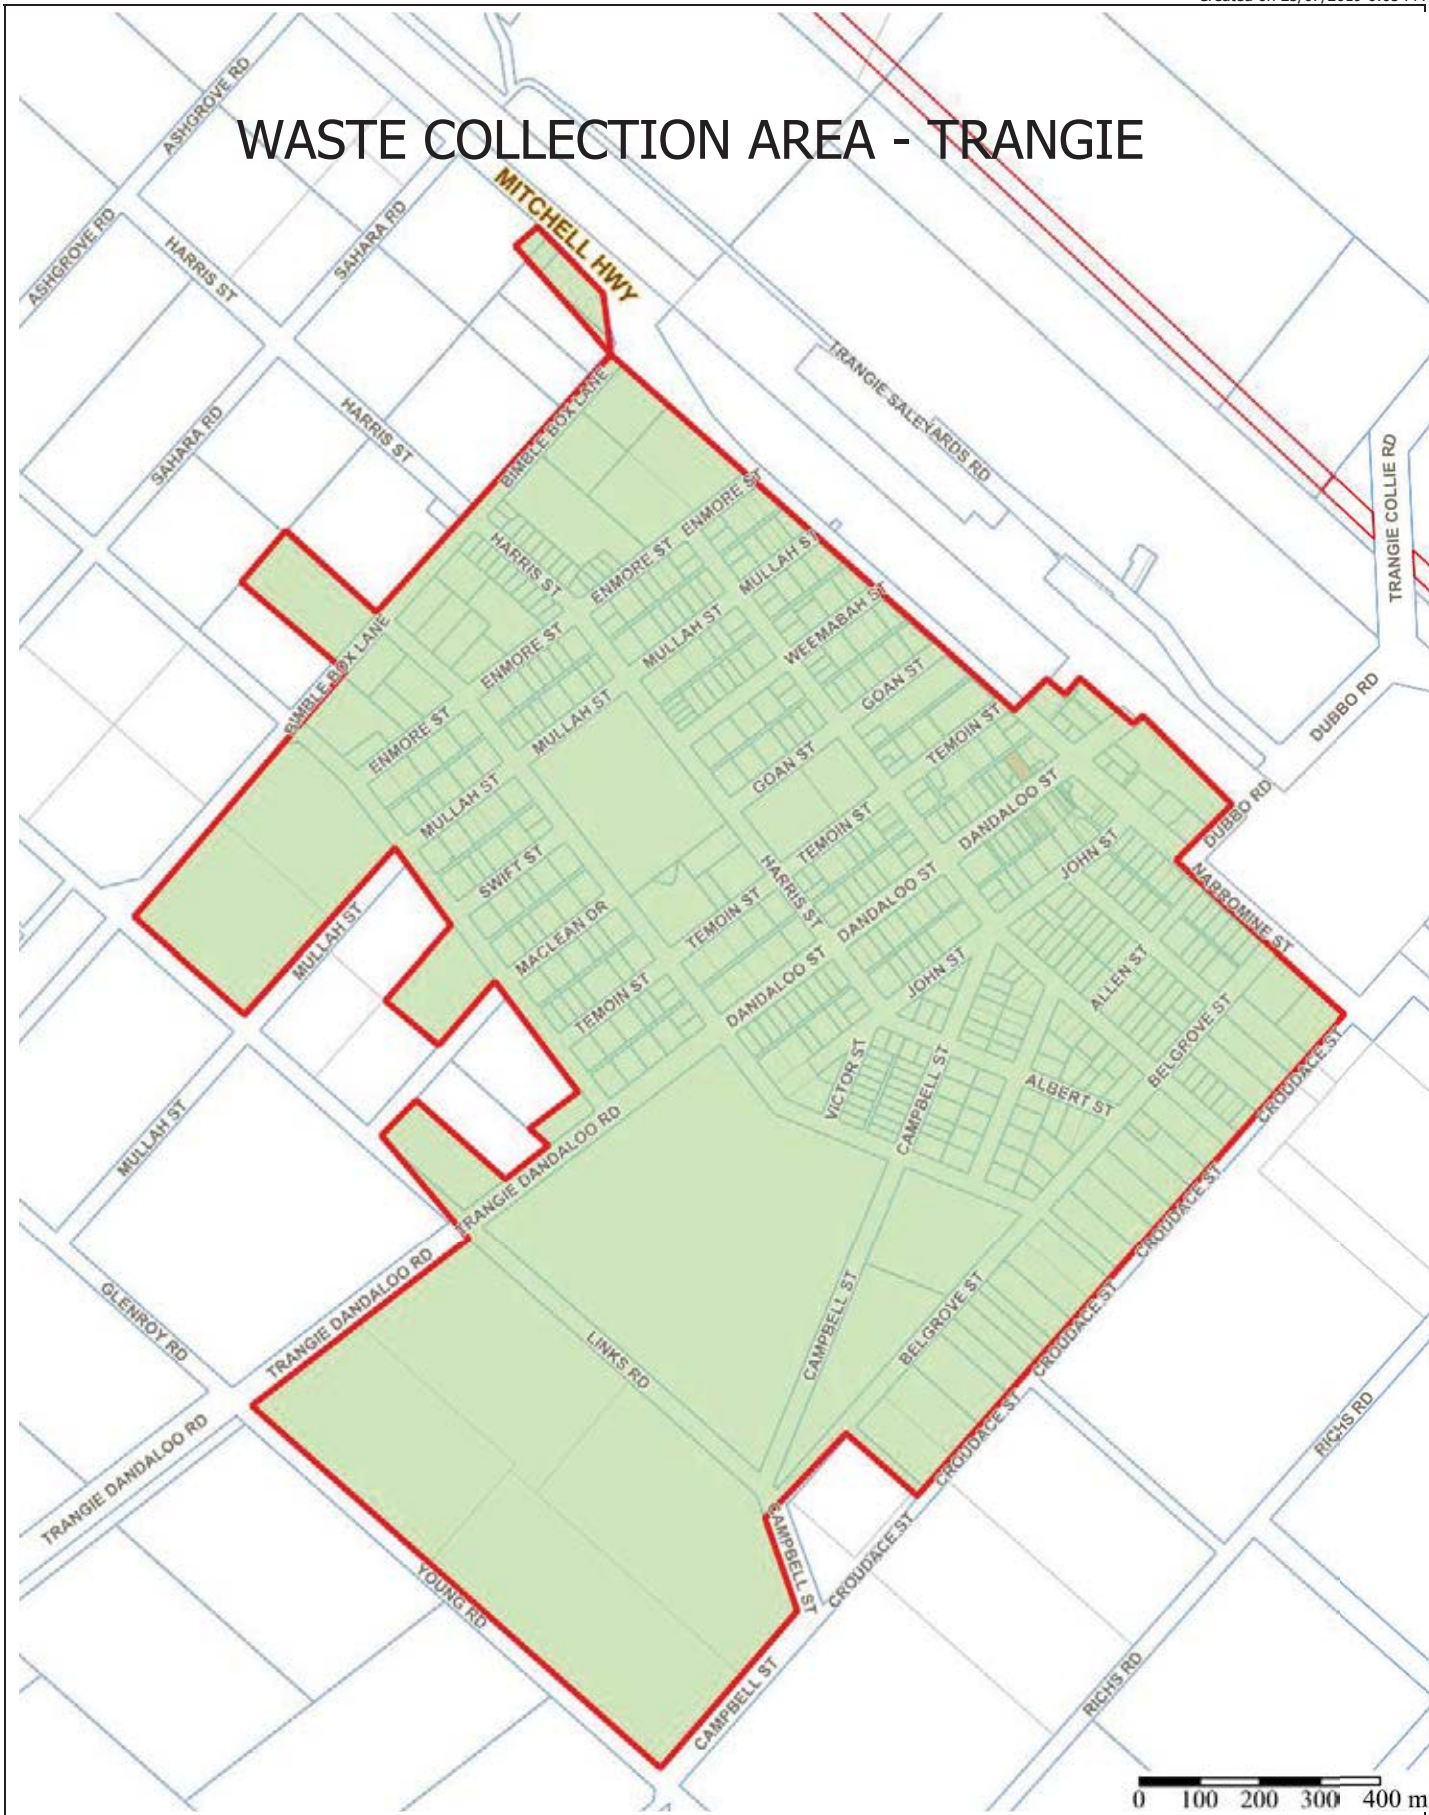 WASTE COLLECTION AREA - TRANGIE
ASHGROVE RD
MITCHELL HWY
ASHGROVE RD
HARRIS ST
SAHARA RD
TRANGIE SALEYARDS RD
BIMBLE BOX LANE
HARRIS ST
SAHARA RD
TRANGIE COLLIE RD
ENMORE ST
HARRIS ST
ENMORE ST
MULLAH ST
MULLAH ST
WEEMABAH ST
ENMORE ST
GOAN ST
BIMBLE BOX LANE
MULLAH ST
DUBBO RD
ENMORE ST
TEMOIN ST
GOAN ST
MULLAH ST
DANDALOO ST
DUBBO RD
TEMOIN ST
SWIFT ST
JOHN ST
HARRIS ST
DANDALOO ST
NARROMINE ST
TEMOIN ST
MACLEAN DR
MULLAH ST
JOHN ST
ALLEN ST
DANDALOO ST
TEMOIN ST
BELGROVE ST
VICTOR ST
CAMPBELL ST
ALBERT ST
CROUDACE ST
MULLAH ST
TRANGIE DANDALOO RD
CROUDACE ST
TRANGIE DANDALOO RD
GLENROY RD
LINKS RD
CAMPBELL ST
BELGROVE ST
CROUDACE ST
TRANGIE DANDALOO RD
CROUDACE ST
RICHS RD
YOUNG RD
CAMPBELL ST
CROUDACE ST
CAMPBELL ST
RICHS RD
0 100 200 300 400 m